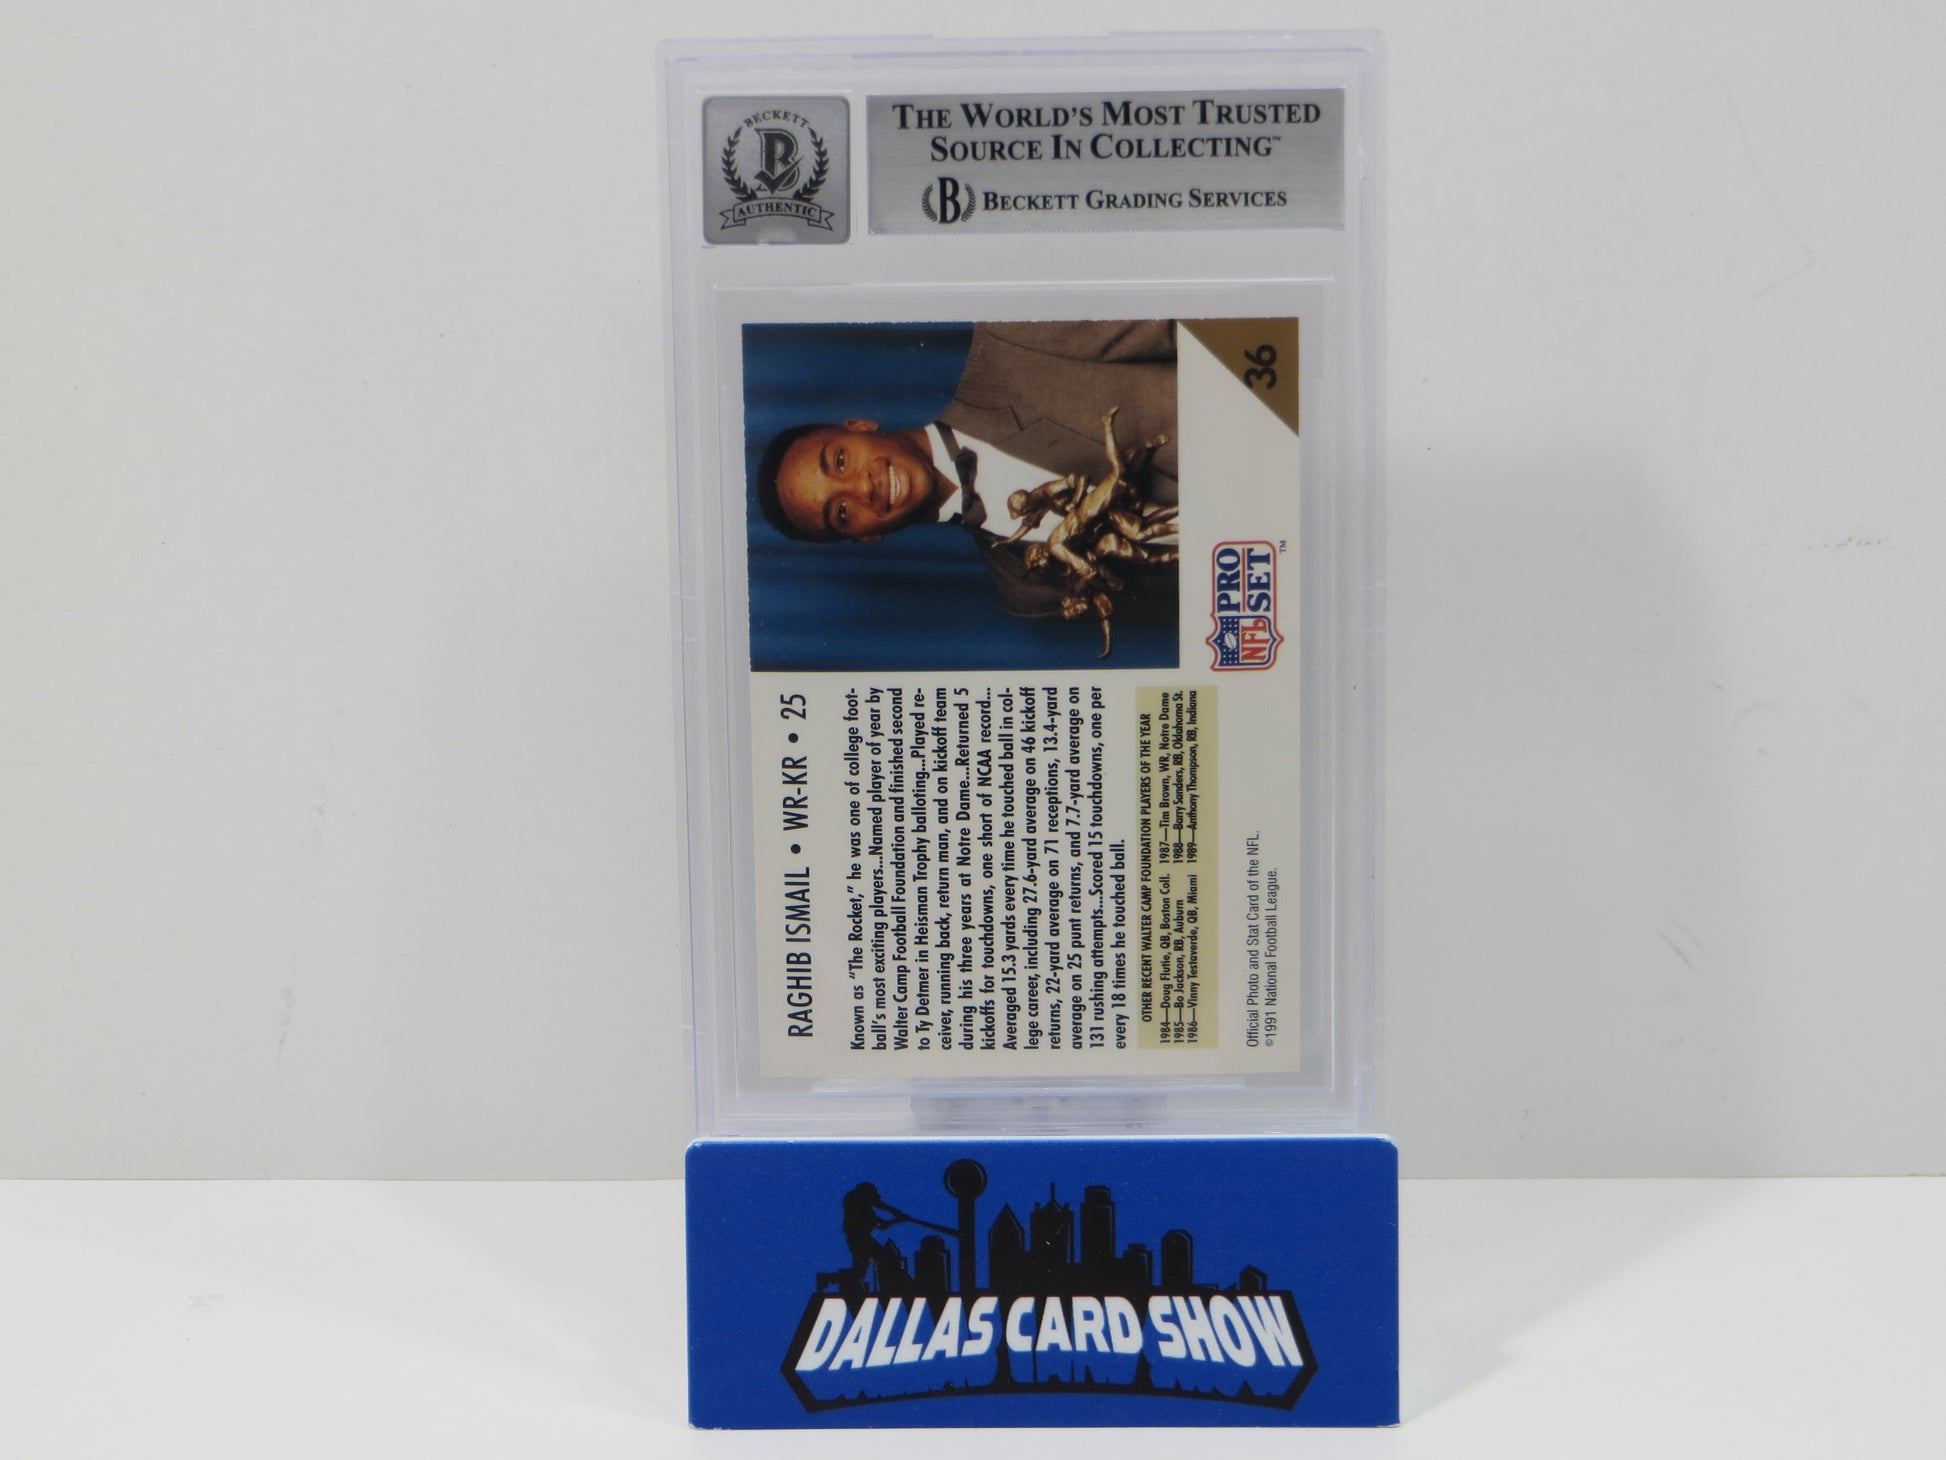 BECKETT
B
AUTHENTIC
THE WORLD'S MOST TRUSTED
SOURCE IN COLLECTING™
B BECKETT GRADING SERVICES
36
NFL PRO SET ™
RAGHIB ISMAIL • WR-KR • 25
Known as "The Rocket," he was one of college foot-
ball's most exciting players...Named player of year by
Walter Camp Football Foundation and finished second
to Ty Detmer in Heisman Trophy balloting...Played re-
ceiver, running back, return man, and on kickoff team
during his three years at Notre Dame...Returned 5
kickoffs for touchdowns, one short of NCAA record...
Averaged 15.3 yards every time he touched ball in col-
lege career, including 27.6-yard average on 46 kickoff
returns, 22-yard average on 71 receptions, 13.4-yard
average on 25 punt returns, and 7.7-yard average on
131 rushing attempts...Scored 15 touchdowns, one per
every 18 times he touched ball.
OTHER RECENT WALTER CAMP FOUNDATION PLAYERS OF THE YEAR
1984—Doug Flutie, QB, Boston Coll. 1987—Tim Brown, WR, Notre Dame
1985—Bo Jackson, RB, Auburn 1988—Barry Sanders, RB, Oklahoma St.
1986—Vinny Testaverde, QB, Miami 1989—Anthony Thompson, RB, Indiana
Official Photo and Stat Card of the NFL.
©1991 National Football League.
DALLAS CARD SHOW